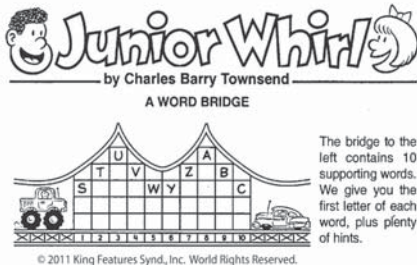 Junior Whirl
by Charles Barry Townsend
A WORD BRIDGE
U A
T V Z B
S W Y C
1 2 3 4 5 6 7 8 9 10
The bridge to the
left contains 10
supporting words.
We give you the
first letter of each
word, plus plenty
of hints.
© 2011 King Features Synd., Inc. World Rights Reserved.